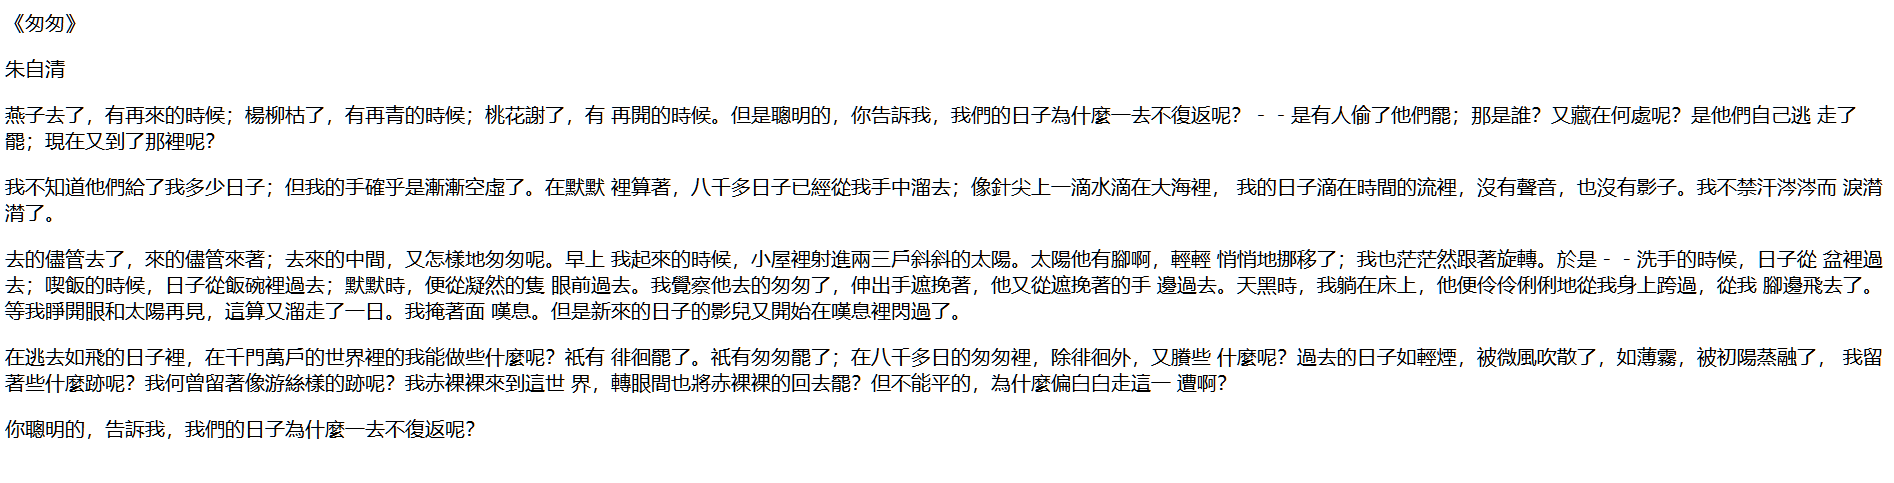 《匆匆》
朱自清
燕子去了，有再來的時候；楊柳枯了，有再青的時候；桃花謝了，有 再開的時候。但是聰明的，你告訴我，我們的日子為什麼一去不復返呢？－－是有人偷了他們罷；那是誰？又藏在何處呢？是他們自己逃 走了
罷；現在又到了那裡呢？
我不知道他們給了我多少日子；但我的手確乎是漸漸空虛了。在默默 裡算著，八千多日子已經從我手中溜去；像針尖上一滴水滴在大海裡， 我的日子滴在時間的流裡，沒有聲音，也沒有影子。我不禁汗涔涔而 淚潸
潸了。
去的儘管去了，來的儘管來著；去來的中間，又怎樣地匆匆呢。早上 我起來的時候，小屋裡射進兩三戶斜斜的太陽。太陽他有腳啊，輕輕 悄悄地挪移了；我也茫茫然跟著旋轉。於是－－洗手的時候，日子從 盆裡過
去；喫飯的時候，日子從飯碗裡過去；默默時，便從凝然的隻 眼前過去。我覺察他去的匆匆了，伸出手遮挽著，他又從遮挽著的手 邊過去。天黑時，我躺在床上，他便伶伶俐俐地從我身上跨過，從我 腳邊飛去了。
等我睜開眼和太陽再見，這算又溜走了一日。我掩著面 嘆息。但是新來的日子的影兒又開始在嘆息裡閃過了。
在逃去如飛的日子裡，在千門萬戶的世界裡的我能做些什麼呢？祇有 徘徊罷了。祇有匆匆罷了；在八千多日的匆匆裡，除徘徊外，又賸些 什麼呢？過去的日子如輕煙，被微風吹散了，如薄霧，被初陽蒸融了， 我留
著些什麼跡呢？我何曾留著像游絲樣的跡呢？我赤裸裸來到這世 界，轉眼間也將赤裸裸的回去罷？但不能平的，為什麼偏白白走這一 遭啊？
你聰明的，告訴我，我們的日子為什麼一去不復返呢？